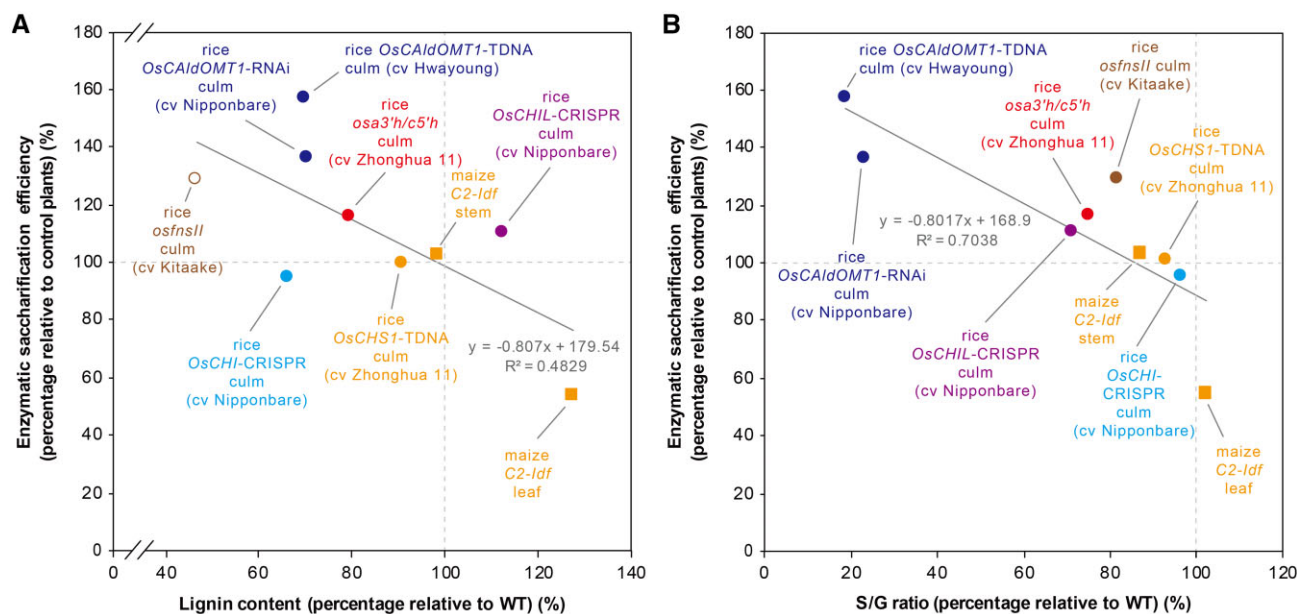 A
Enzymatic saccharification efficiency
(percentage relative to control plants) (%)
180
160
140
120
100
80
60
40
20
0
rice
OsCAldOMT1-RNAi
culm
(cv Nipponbare)
rice OsCAldOMT1-TDNA
culm (cv Hwayoung)
rice
osa3'h/c5'h
culm
(cv Zhonghua 11)
rice
OsCHIL-CRISPR
culm
(cv Nipponbare)
maize
C2-Idf
stem
rice
osfnsII
culm
(cv Kitaake)
rice
OsCHI-CRISPR
culm
(cv Nipponbare)
rice
OsCHS1-TDNA
culm
(cv Zhonghua 11)
y = -0.807x + 179.54
R² = 0.4829
maize
C2-Idf
leaf
0 40 60 80 100 120 140
Lignin content (percentage relative to WT) (%)
B
Enzymatic saccharification efficiency
(percentage relative to control plants) (%)
180
160
140
120
100
80
60
40
20
0
rice OsCAldOMT1-TDNA
culm (cv Hwayoung)
rice
osfnsII culm
(cv Kitaake)
rice
osa3'h/c5'h
culm
(cv Zhonghua 11)
rice
OsCHS1-TDNA
culm
(cv Zhonghua 11)
y = -0.8017x + 168.9
R² = 0.7038
rice
OsCAldOMT1-RNAi
culm
(cv Nipponbare)
rice
OsCHIL-CRISPR
culm
(cv Nipponbare)
maize
C2-Idf
stem
rice
OsCHI-
CRISPR
culm
(cv Nipponbare)
maize
C2-Idf
leaf
0 20 40 60 80 100 120
S/G ratio (percentage relative to WT) (%)